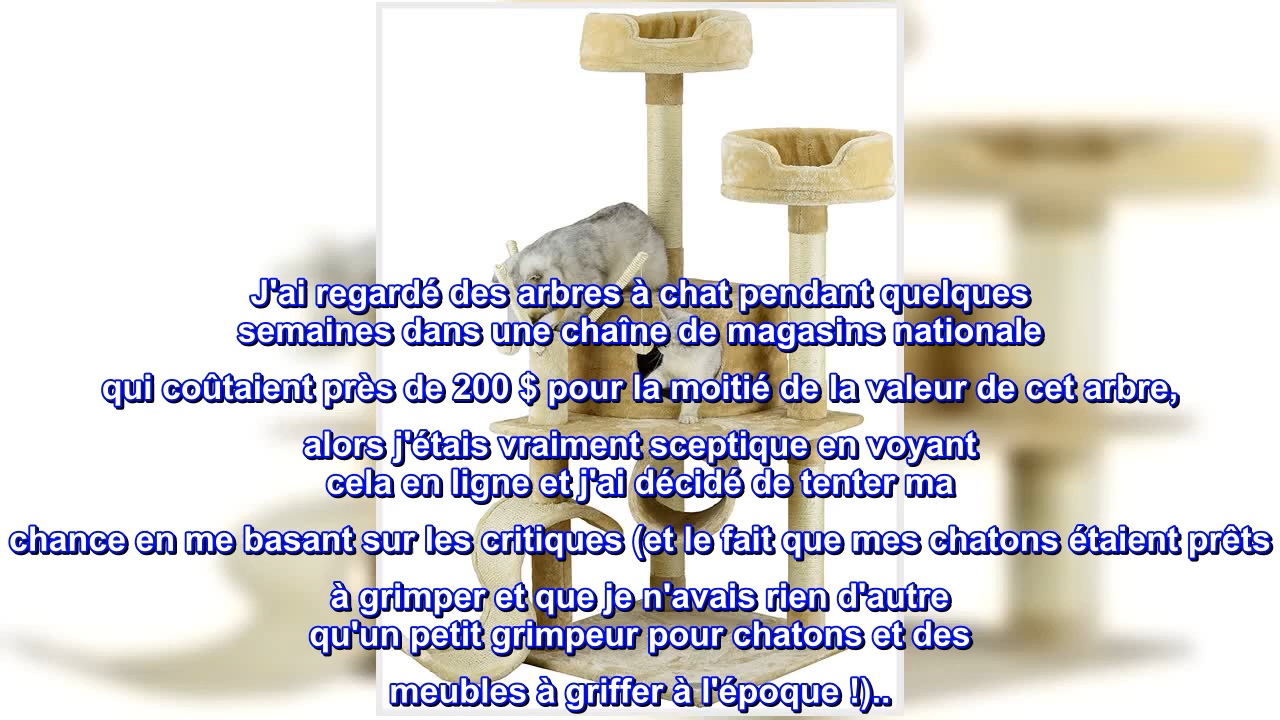 J'ai regardé des arbres à chat pendant quelques
semaines dans une chaîne de magasins nationale
qui coûtaient près de 200 $ pour la moitié de la valeur de cet arbre,
alors j'étais vraiment sceptique en voyant
cela en ligne et j'ai décidé de tenter ma
chance en me basant sur les critiques (et le fait que mes chatons étaient prêts
à grimper et que je n'avais rien d'autre
qu'un petit grimpeur pour chatons et des
meubles à griffer à l'époque !)..